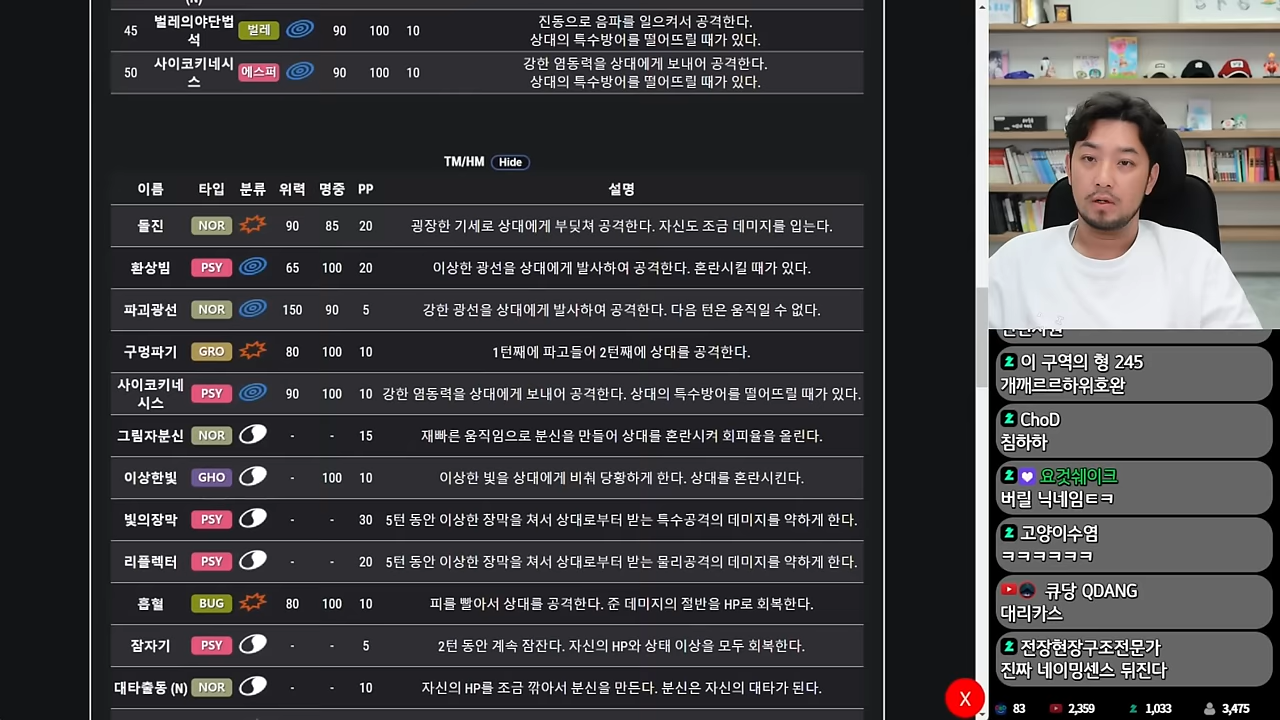 (N)
45 벌레의야단법석 벌레 90 100 10 진동으로 음파를 일으켜서 공격한다. 상대의 특수방어를 떨어뜨릴 때가 있다.
50 사이코키네시스 에스퍼 90 100 10 강한 염동력을 상대에게 보내어 공격한다. 상대의 특수방어를 떨어뜨릴 때가 있다.
TM/HM Hide
이름 타입 분류 위력 명중 PP 설명
돌진 NOR 90 85 20 굉장한 기세로 상대에게 부딪쳐 공격한다. 자신도 조금 데미지를 입는다.
환상빔 PSY 65 100 20 이상한 광선을 상대에게 발사하여 공격한다. 혼란시킬 때가 있다.
파괴광선 NOR 150 90 5 강한 광선을 상대에게 발사하여 공격한다. 다음 턴은 움직일 수 없다.
구멍파기 GRO 80 100 10 1턴째에 파고들어 2턴째에 상대를 공격한다.
사이코키네시스 PSY 90 100 10 강한 염동력을 상대에게 보내어 공격한다. 상대의 특수방어를 떨어뜨릴 때가 있다.
그림자분신 NOR - - 15 재빠른 움직임으로 분신을 만들어 상대를 혼란시켜 회피율을 올린다.
이상한빛 GHO - 100 10 이상한 빛을 상대에게 비춰 당황하게 한다. 상대를 혼란시킨다.
빛의장막 PSY - - 30 5턴 동안 이상한 장막을 쳐서 상대로부터 받는 특수공격의 데미지를 약하게 한다.
리플렉터 PSY - - 20 5턴 동안 이상한 장막을 쳐서 상대로부터 받는 물리공격의 데미지를 약하게 한다.
흡혈 BUG 80 100 10 피를 빨아서 상대를 공격한다. 준 데미지의 절반을 HP로 회복한다.
잠자기 PSY - - 5 2턴 동안 계속 잠잔다. 자신의 HP와 상태 이상을 모두 회복한다.
대타출동 (N) NOR - - 10 자신의 HP를 조금 깎아서 분신을 만든다. 분신은 자신의 대타가 된다.
이 구역의 형 245
개깨르르하위호완
ChoD
침하하
요것쉐이크
버릴 닉네임ㅌㅋ
고양이수염
ㅋㅋㅋㅋㅋㅋ
큐당 QDANG
대리카스
전장현장구조전문가
진짜 네이밍센스 뒤진다
X
83 2,359 1,033 3,475